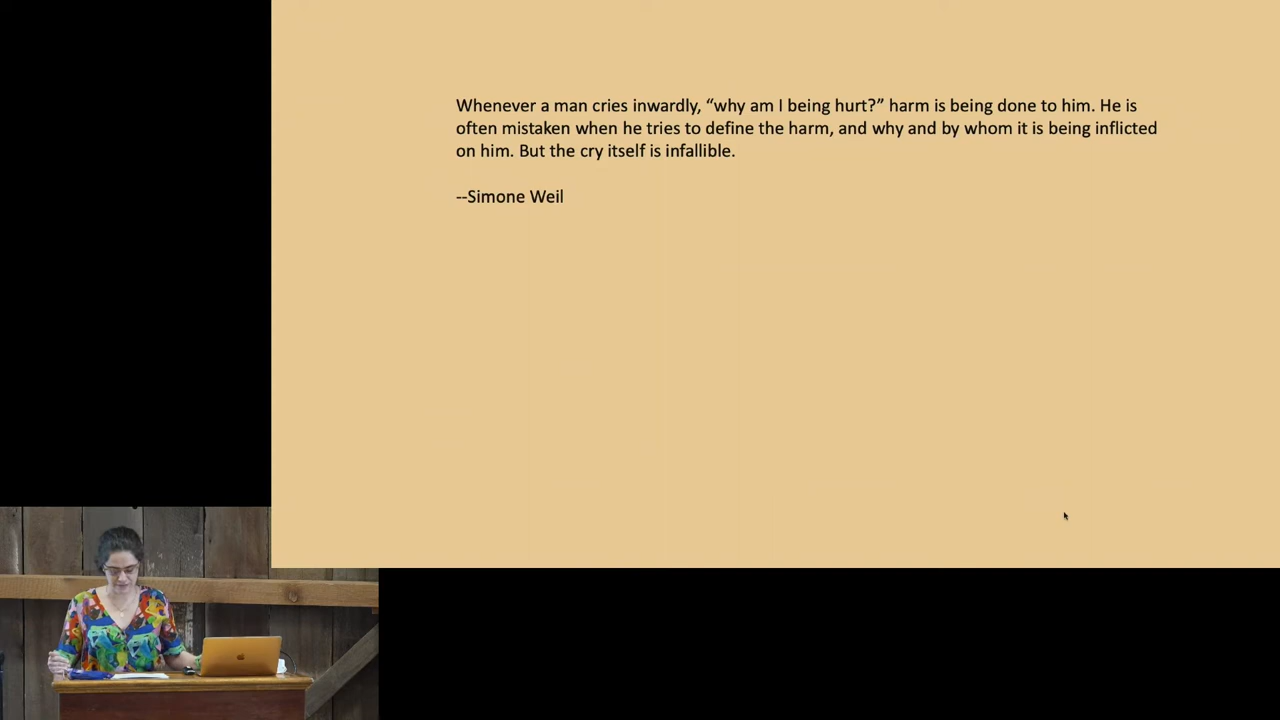 Whenever a man cries inwardly, “why am I being hurt?” harm is being done to him. He is
often mistaken when he tries to define the harm, and why and by whom it is being inflicted
on him. But the cry itself is infallible.
--Simone Weil